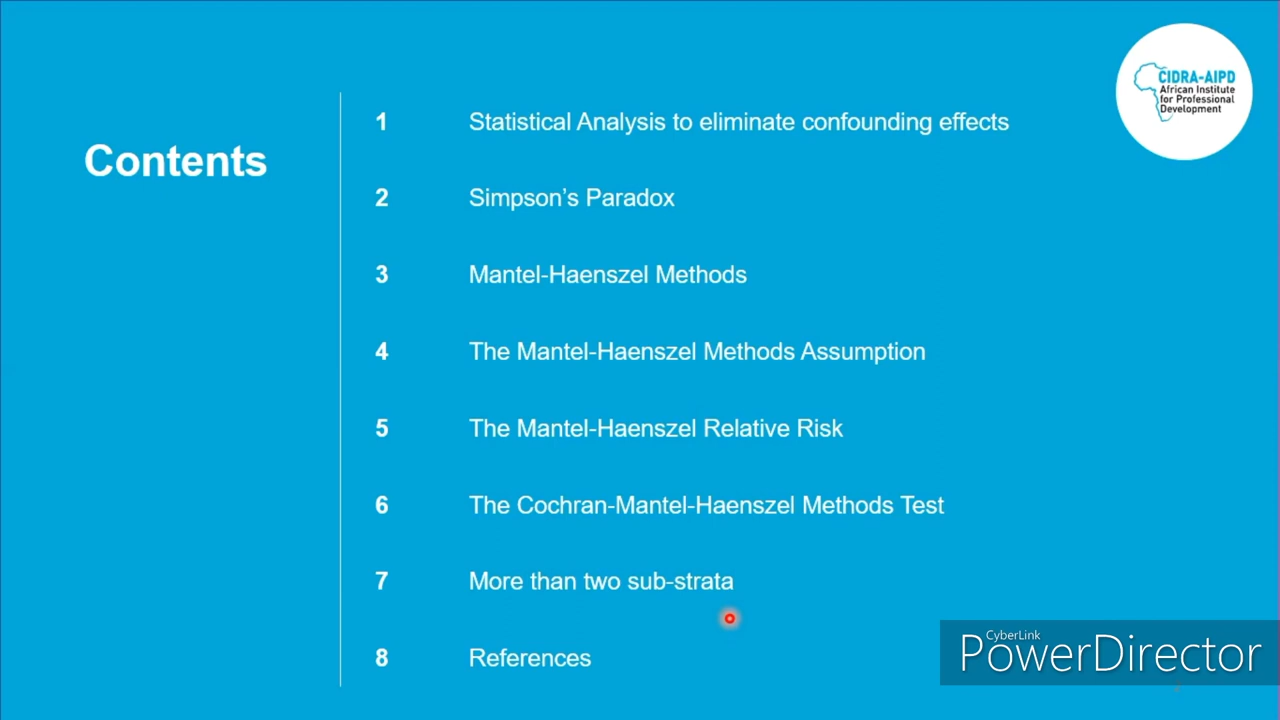 Contents
1 Statistical Analysis to eliminate confounding effects
2 Simpson's Paradox
3 Mantel-Haenszel Methods
4 The Mantel-Haenszel Methods Assumption
5 The Mantel-Haenszel Relative Risk
6 The Cochran-Mantel-Haenszel Methods Test
7 More than two sub-strata
8 References
CIDRA-AIPD
African Institute
for Professional
Development
CyberLink
PowerDirector